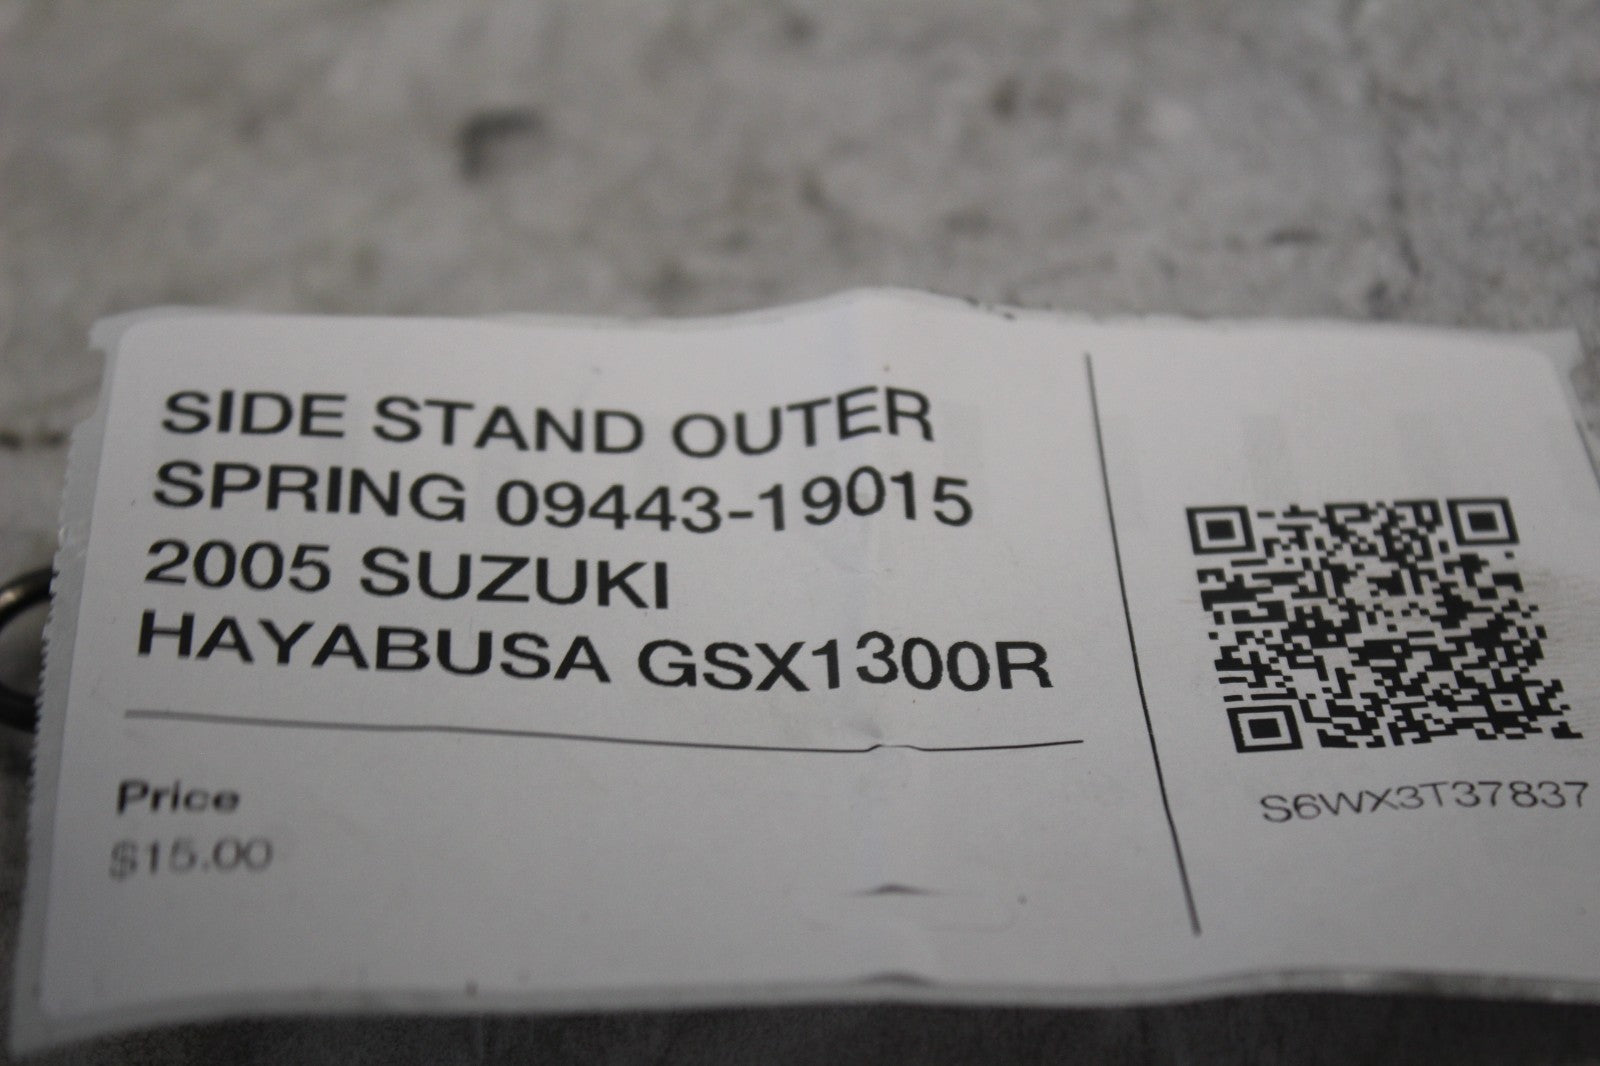 SIDE STAND OUTER
SPRING 09443-19015
2005 SUZUKI
HAYABUSA GSX1300R
Price
$15.00
S6WX3T37837